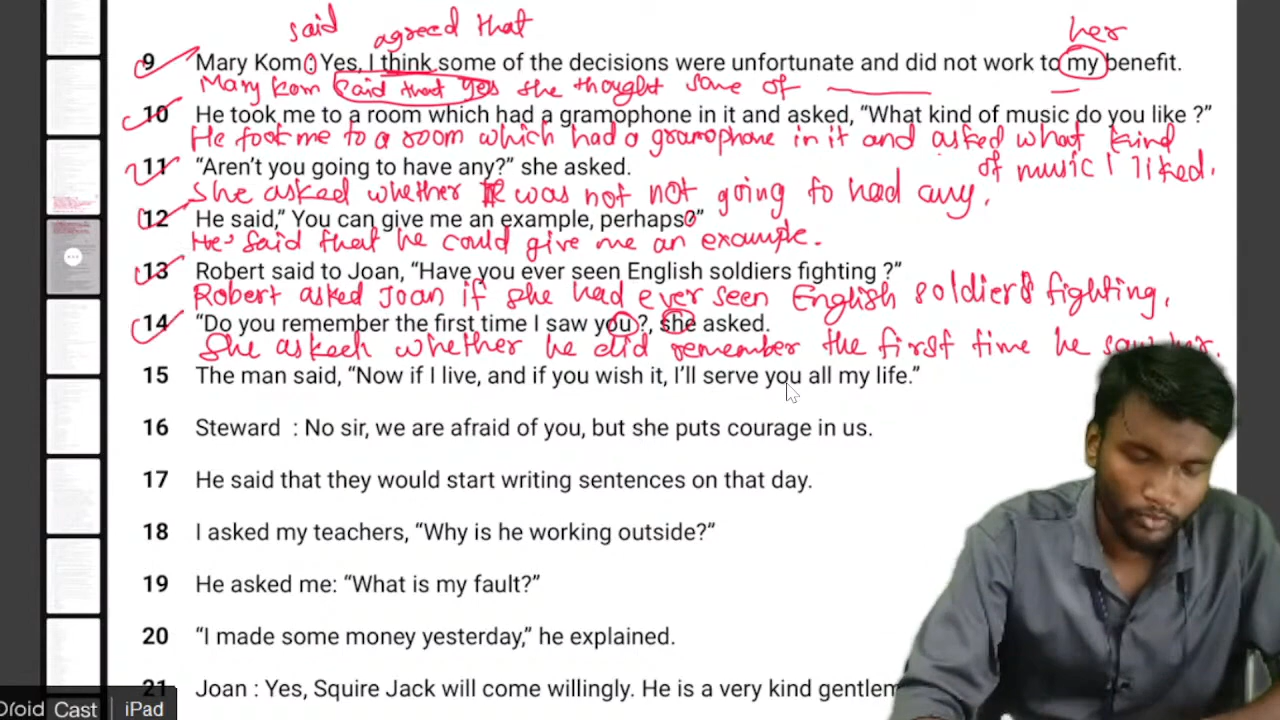 said agreed that her
9 Mary Kom : Yes, I think some of the decisions were unfortunate and did not work to my benefit.
Mary Kom said that yes she thought some of
10 He took me to a room which had a gramophone in it and asked, “What kind of music do you like ?”
He took me to a room which had a gramophone in it and asked what kind
of music I liked.
11 “Aren’t you going to have any?” she asked.
She asked whether was not not going to had any.
12 He said,” You can give me an example, perhaps?”
He said that he could give me an example.
13 Robert said to Joan, “Have you ever seen English soldiers fighting ?”
Robert asked Joan if she had ever seen English soldiers fighting.
14 “Do you remember the first time I saw you ?, she asked.
She asked whether he did remember the first time he saw her.
15 The man said, “Now if I live, and if you wish it, I’ll serve you all my life.”
16 Steward : No sir, we are afraid of you, but she puts courage in us.
17 He said that they would start writing sentences on that day.
18 I asked my teachers, “Why is he working outside?”
19 He asked me: “What is my fault?”
20 “I made some money yesterday,” he explained.
21 Joan : Yes, Squire Jack will come willingly. He is a very kind
Droid Cast iPad